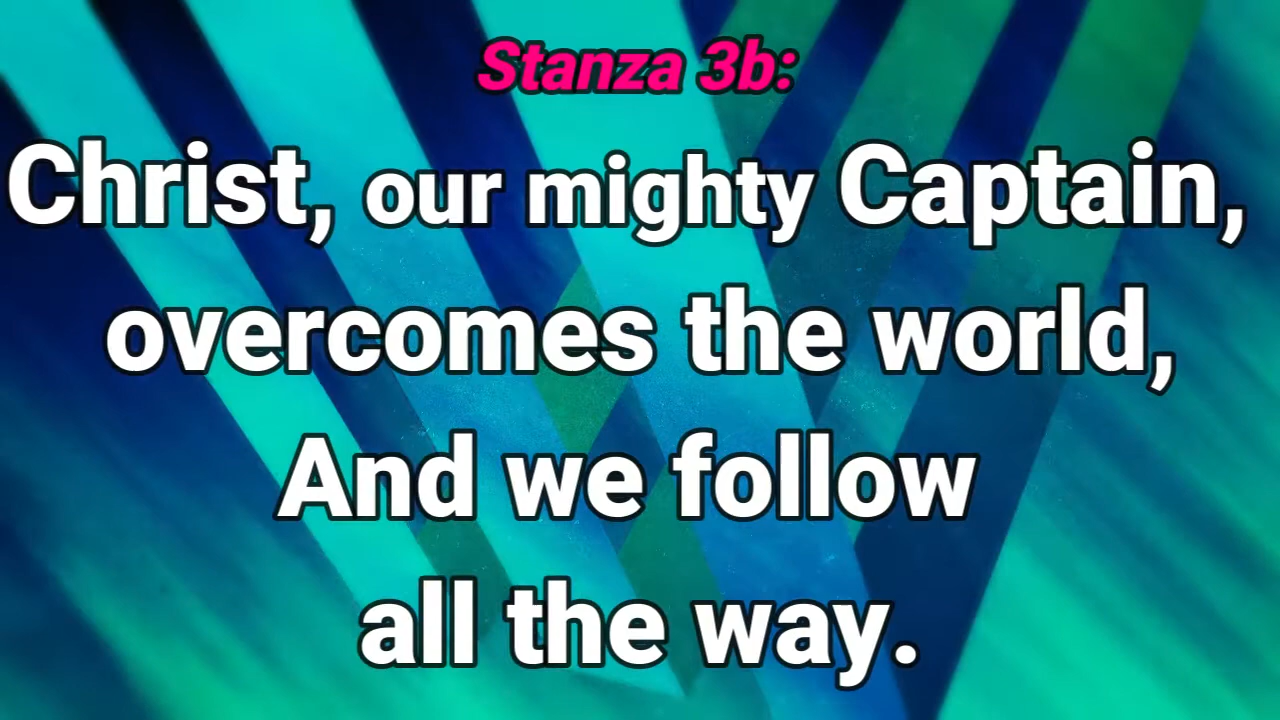 Stanza 3b:
Christ, our mighty Captain,
overcomes the world,
And we follow
all the way.